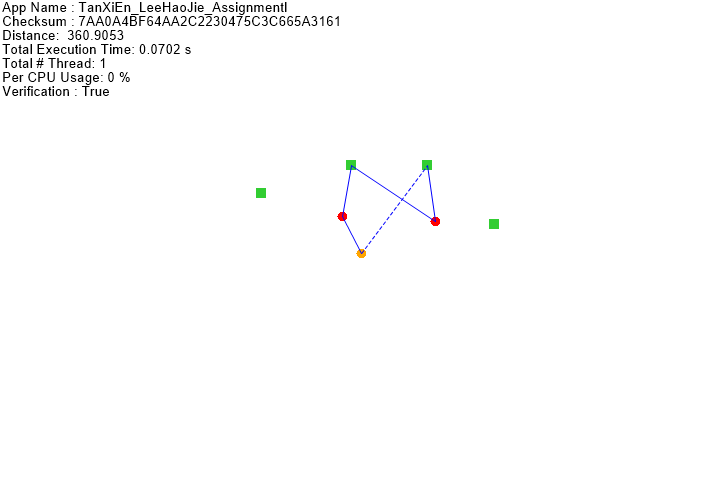 App Name : TanXiEn_LeeHaoJie_AssignmentI
Checksum : 7AA0A4BF64AA2C2230475C3C665A3161
Distance:  360.9053
Total Execution Time: 0.0702 s
Total # Thread: 1
Per CPU Usage: 0 %
Verification : True